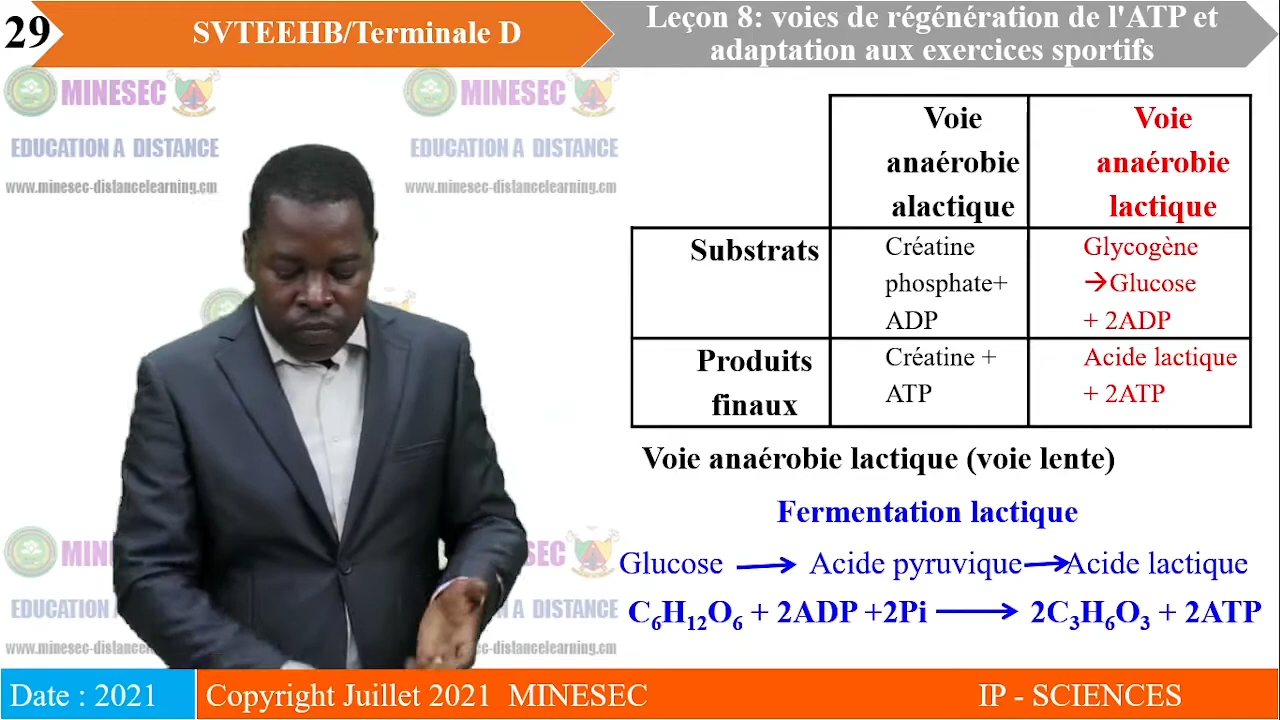 29
SVTEEHB/Terminale D
Leçon 8: voies de régénération de l'ATP et
adaptation aux exercices sportifs
MINESEC
MINESEC
EDUCATION A DISTANCE
EDUCATION A DISTANCE
www.minesec-distancelearning.cm
www.minesec-distancelearning.cm
Voie
anaérobie
alactique
Voie
anaérobie
lactique
Substrats
Créatine
phosphate+
ADP
Glycogène
→Glucose
+ 2ADP
Produits
finaux
Créatine +
ATP
Acide lactique
+ 2ATP
Voie anaérobie lactique (voie lente)
Fermentation lactique
Glucose → Acide pyruvique → Acide lactique
C₆H₁₂O₆ + 2ADP +2Pi → 2C₃H₆O₃ + 2ATP
Date : 2021
Copyright Juillet 2021 MINESEC
IP - SCIENCES